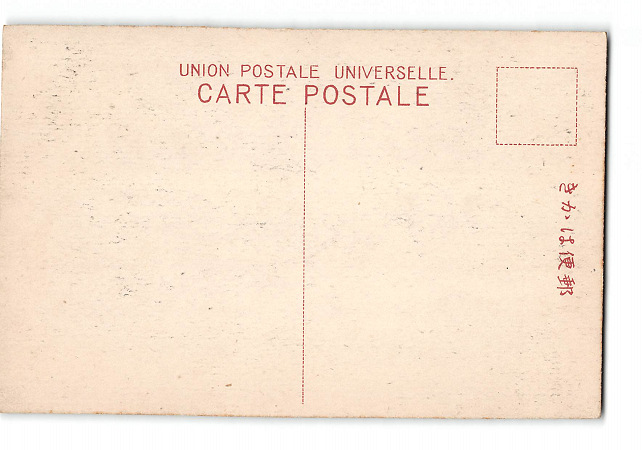 UNION POSTALE UNIVERSELLE.
CARTE POSTALE
きかは便郵